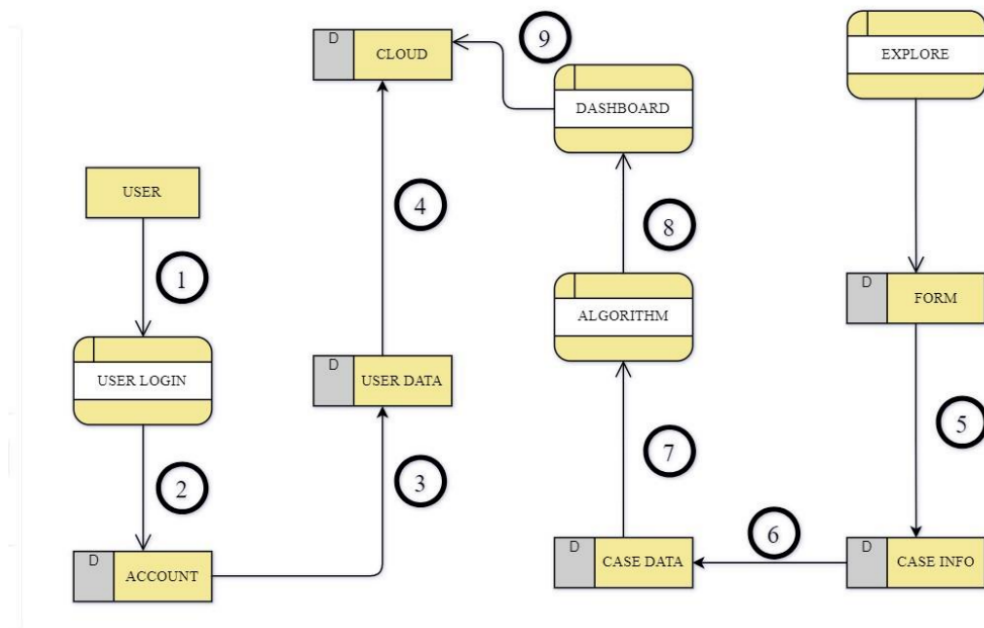 D
CLOUD
9
EXPLORE
DASHBOARD
USER
4
8
1
D
FORM
ALGORITHM
D
USER DATA
USER LOGIN
5
7
3
2
6
D
ACCOUNT
D
CASE DATA
D
CASE INFO